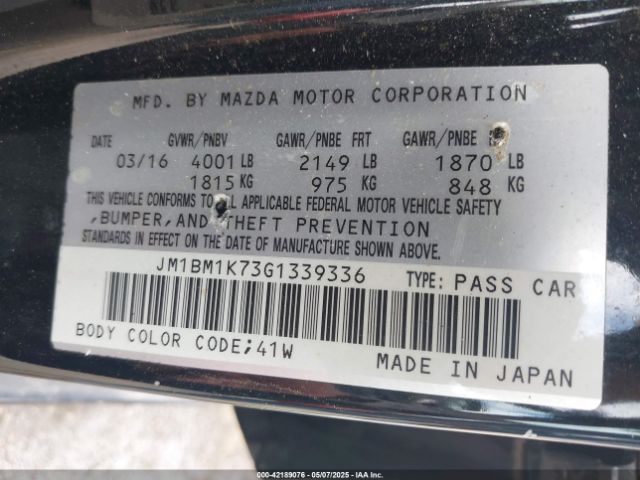 MFD. BY MAZDA MOTOR CORPORATION
DATE GVWR/PNBV GAWR/PNBE FRT GAWR/PNBE
03/16 4001 LB 2149 LB 1870 LB
1815 KG 975 KG 848 KG
THIS VEHICLE CONFORMS TO APPLICABLE FEDERAL MOTOR VEHICLE SAFETY
,BUMPER,AND THEFT PREVENTION
STANDARDS IN EFFECT ON THE DATE OF MANUFACTURE SHOWN ABOVE.
JM1BM1K73G1339336 TYPE: PASS CAR
BODY COLOR CODE;41W
MADE IN JAPAN
000-42189076 - 05/07/2025 - IAA Inc.